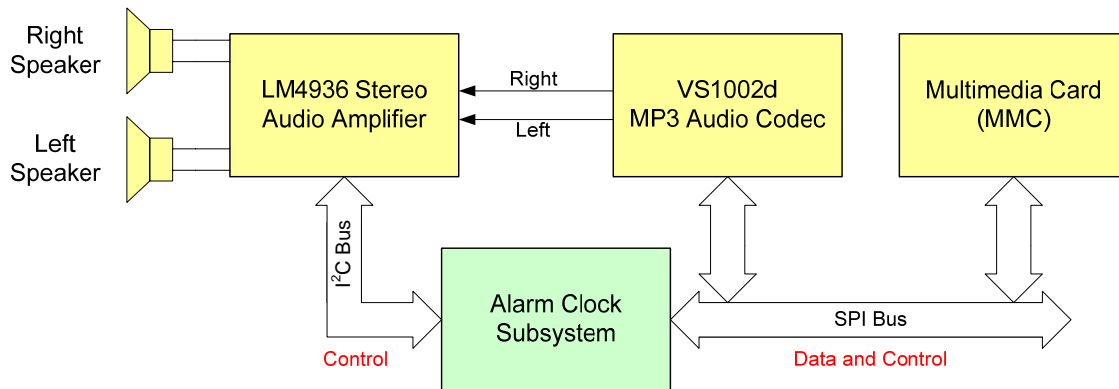 Right
Speaker
Left
Speaker
LM4936 Stereo
Audio Amplifier
Right
Left
VS1002d
MP3 Audio Codec
Multimedia Card
(MMC)
I²C Bus
Alarm Clock
Subsystem
SPI Bus
Control
Data and Control